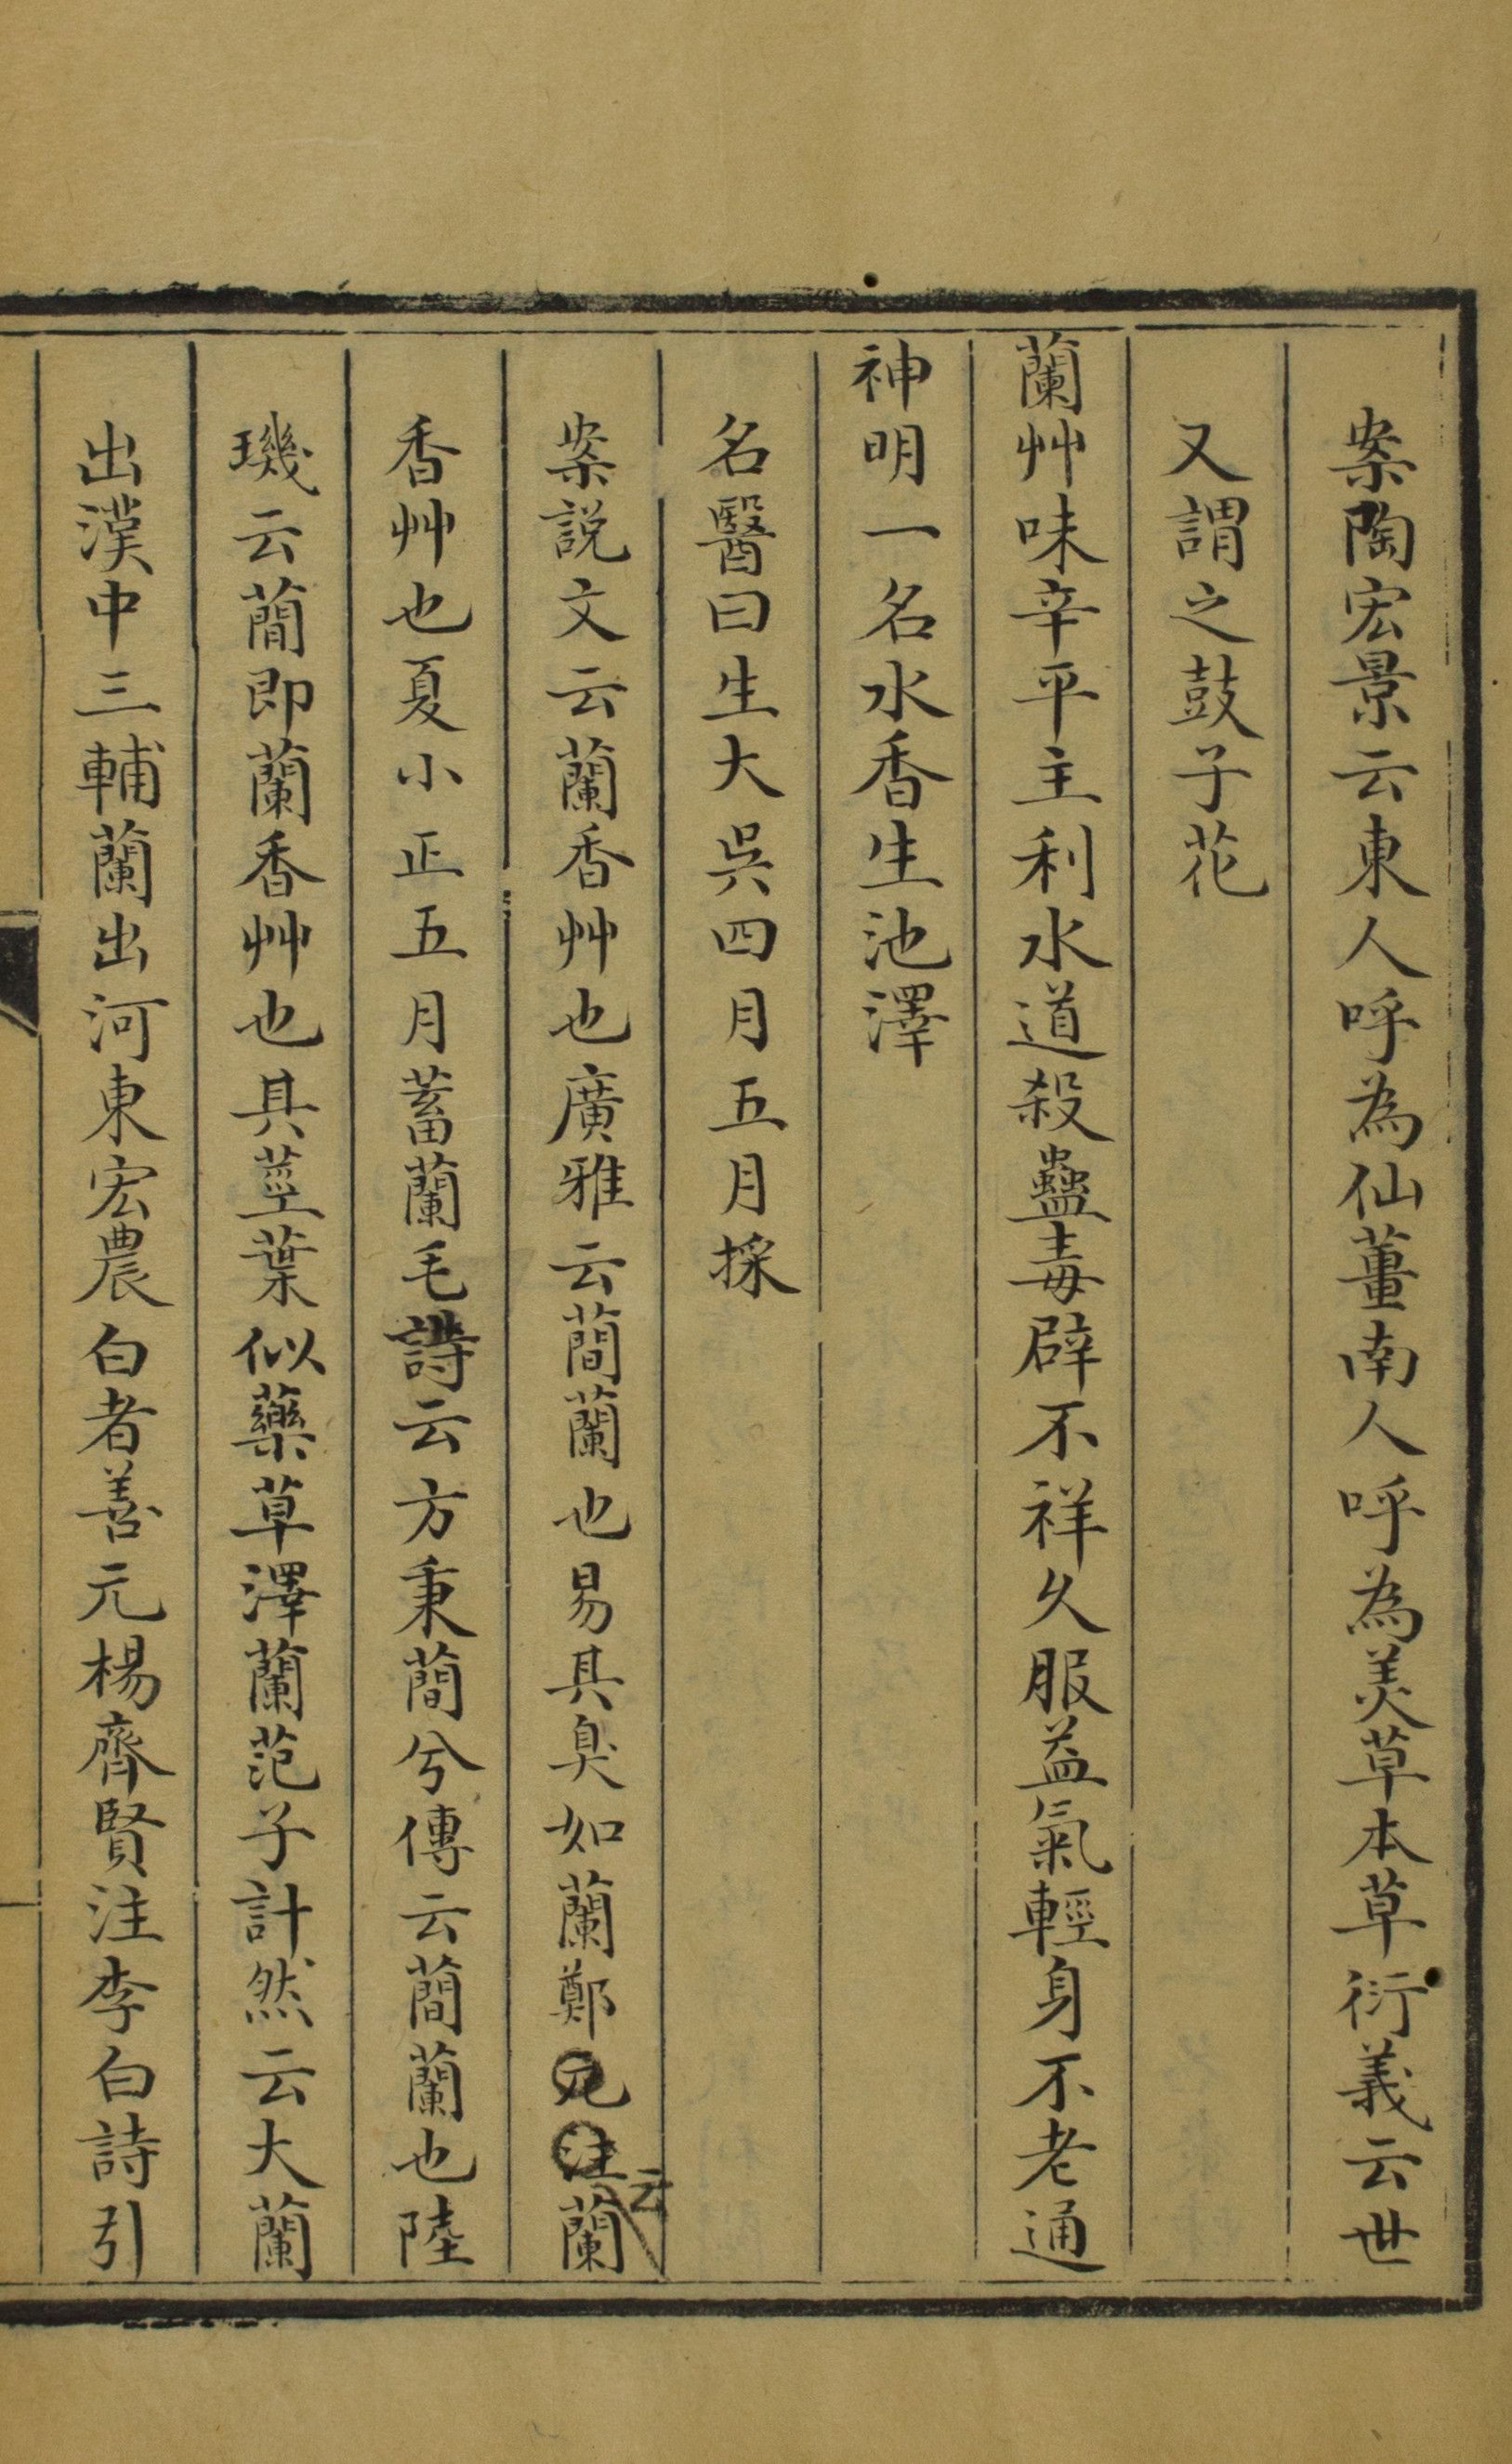 案陶宏景云東人呼為仙薑南人呼為美草本草衍義云世
又謂之鼓子花
蘭艸味辛平主利水道殺蠱毒辟不祥久服益氣輕身不老通
神明一名水香生池澤
名醫曰生大吳四月五月採
案說文云蘭香艸也廣雅云蕑蘭也易其臭如蘭鄭元注云蘭
香艸也夏小正五月蓄蘭毛詩云方秉蕑兮傳云蕑蘭也陸
璣云蕑即蘭香艸也其莖葉似藥草澤蘭范子計然云大蘭
出漢中三輔蘭出河東宏農白者善元楊齊賢注李白詩引